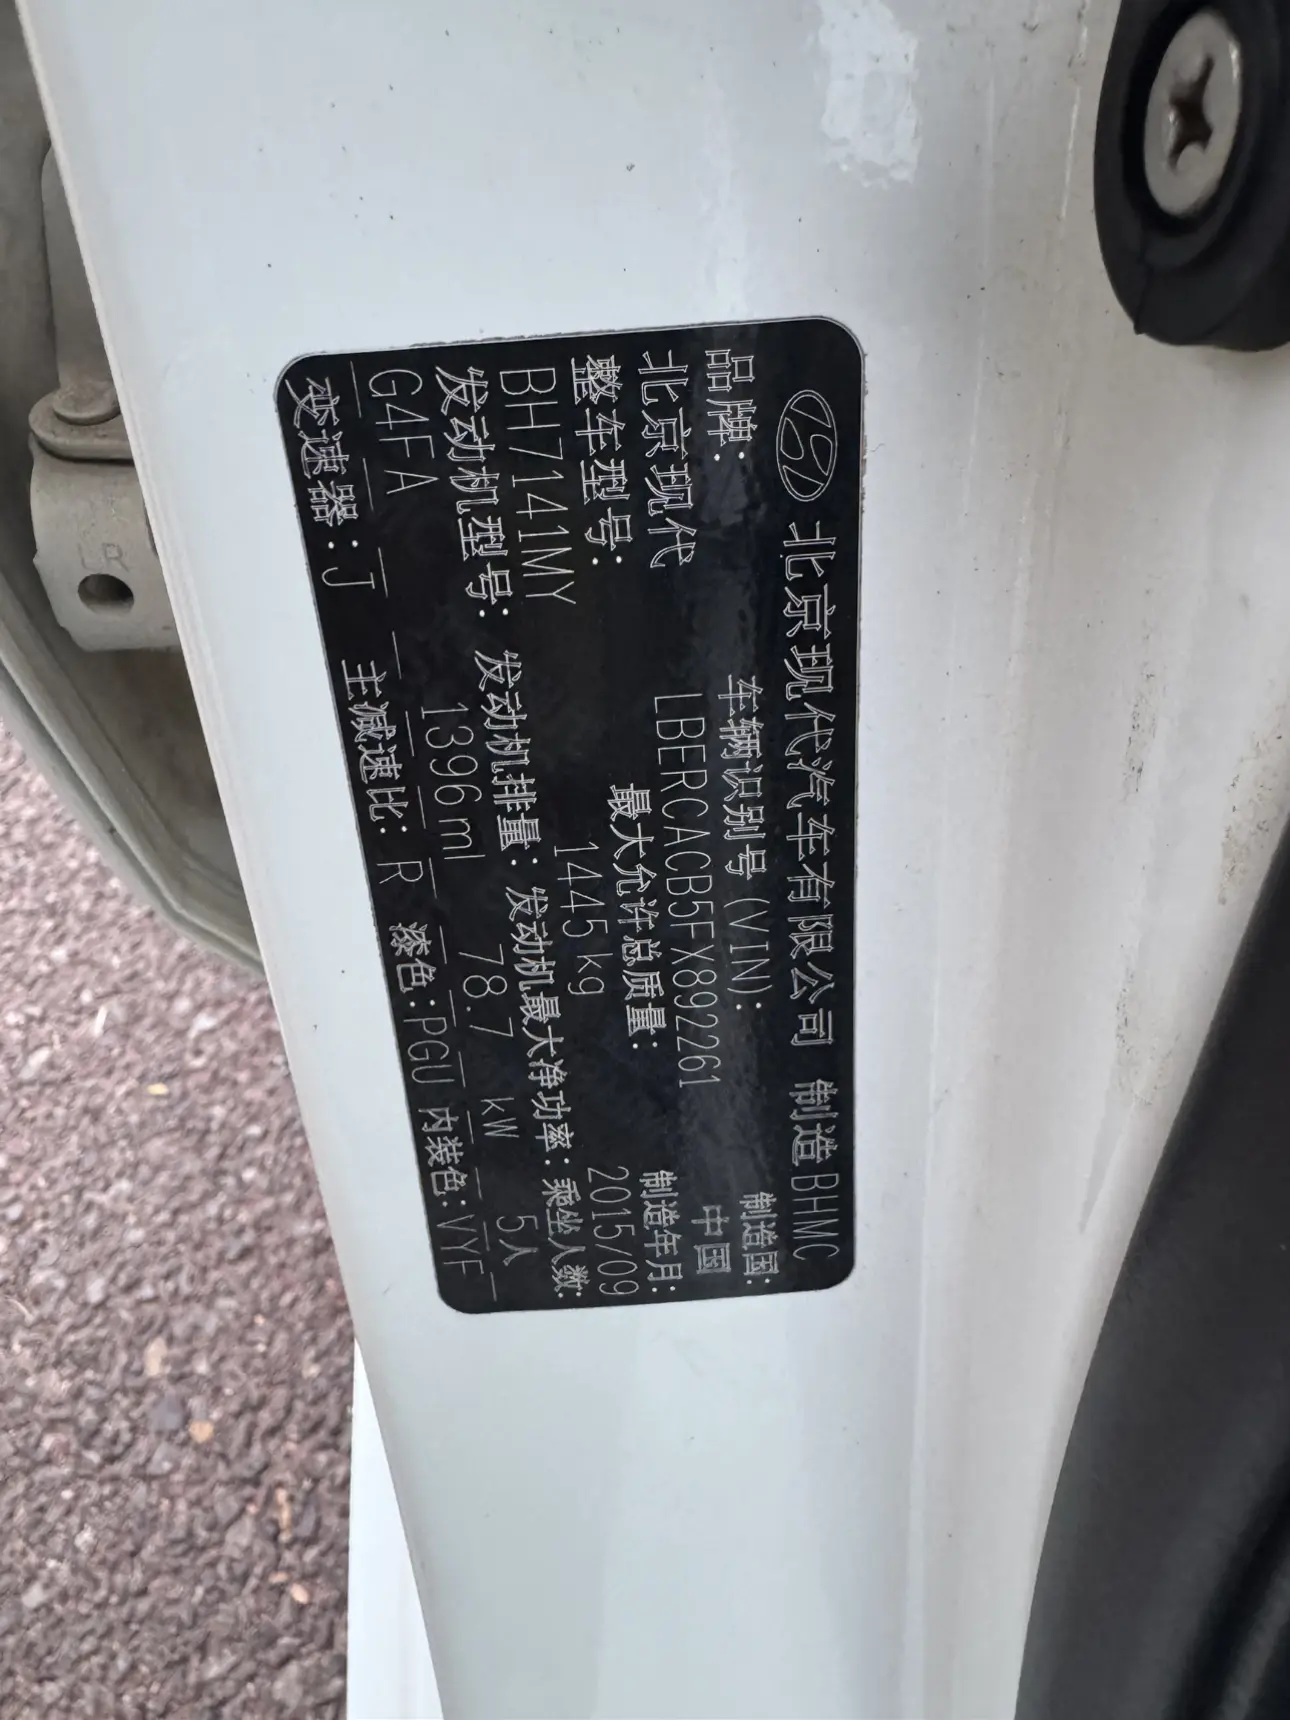 北京现代汽车有限公司 制造BHMC
品牌: 车辆识别号(VIN): 制造国:
北京现代 LBERCACB5FX892261 中国
整车型号: 最大允许总质量: 制造年月:
BH7141MY 1445kg 2015/09
发动机型号: 发动机排量: 发动机最大净功率: 乘坐人数:
G4FA 1396ml 78.7 kW 5人
变速器: J 主减速比: R 漆色: PGU 内装色: VYF